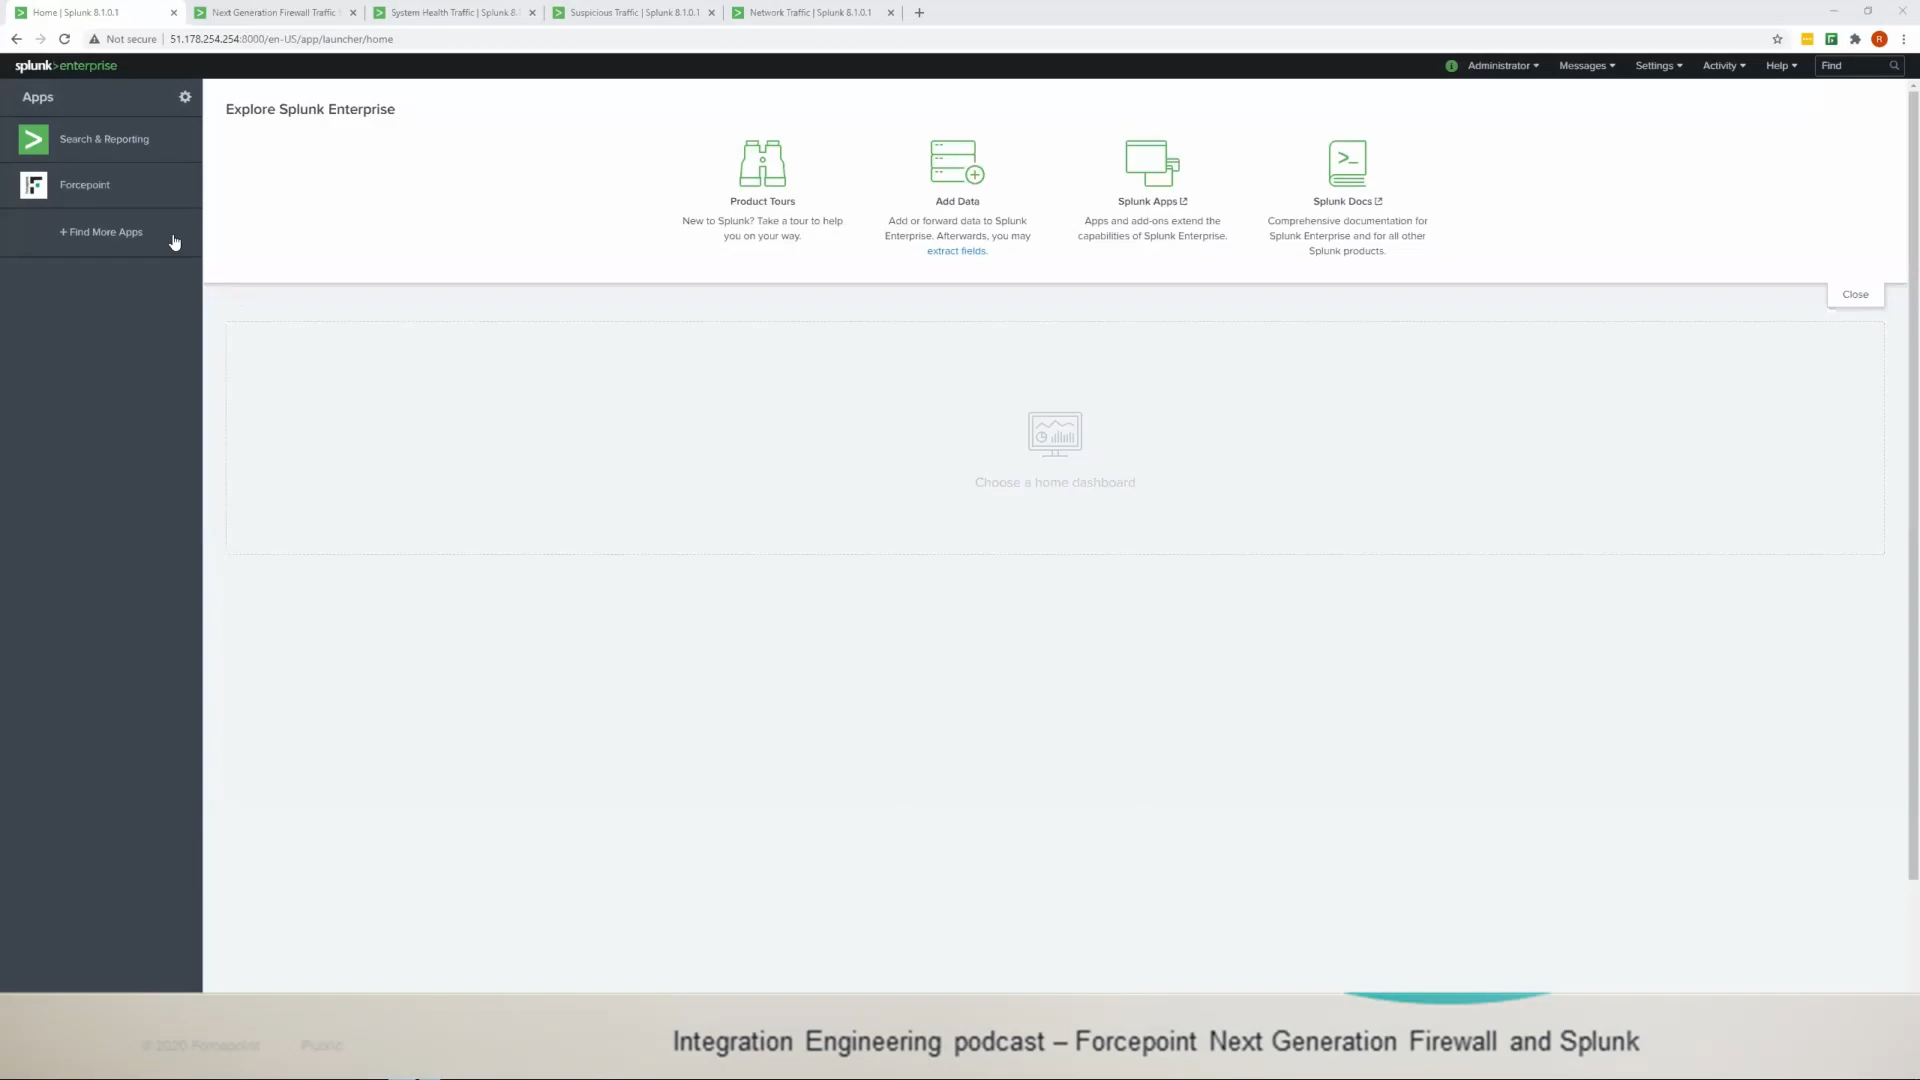 Home | Splunk 8.1.0.1
Next Generation Firewall Traffic
System Health Traffic | Splunk 8.
Suspicious Traffic | Splunk 8.1.0.1
Network Traffic | Splunk 8.1.0.1
Not secure | 51.178.254.254:8000/en-US/app/launcher/home
R
splunk>enterprise
Administrator
Messages
Settings
Activity
Help
Find
Apps
Search & Reporting
Forcepoint
+ Find More Apps
Explore Splunk Enterprise
Product Tours
New to Splunk? Take a tour to help
you on your way.
Add Data
Add or forward data to Splunk
Enterprise. Afterwards, you may
extract fields.
Splunk Apps
Apps and add-ons extend the
capabilities of Splunk Enterprise.
Splunk Docs
Comprehensive documentation for
Splunk Enterprise and for all other
Splunk products.
Close
Choose a home dashboard
© 2020 Forcepoint
Public
Integration Engineering podcast – Forcepoint Next Generation Firewall and Splunk